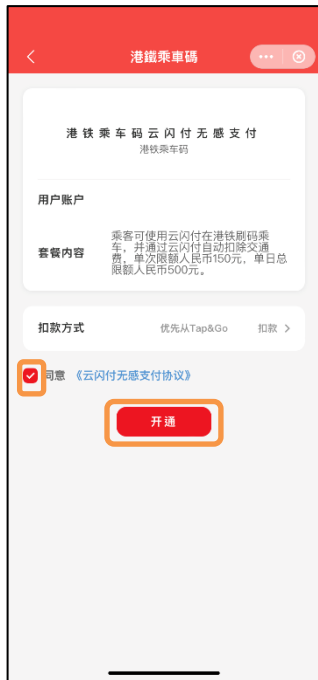 港鐵乘車碼
港铁乘车码云闪付无感支付
港铁乘车码
用户账户
套餐内容
乘客可使用云闪付在港铁刷码乘
车，并通过云闪付自动扣除交通
费，单次限额人民币150元，单日总
限额人民币500元。
扣款方式 优先从Tap&Go 扣款
同意 《云闪付无感支付协议》
开通